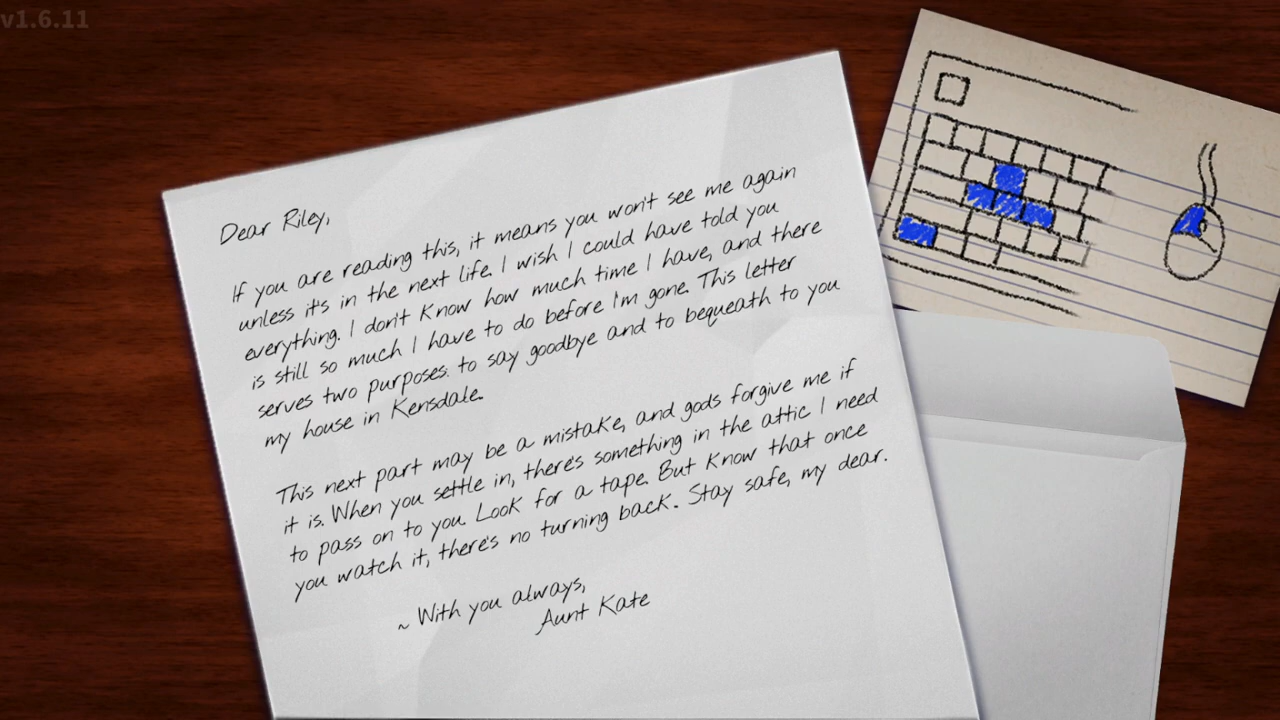 v1.6.11
Dear Riley,
If you are reading this, it means you won't see me again
unless it's in the next life. I wish I could have told you
everything. I don't know how much time I have, and there
is still so much I have to do before I'm gone. This letter
serves two purposes: to say goodbye and to bequeath to you
my house in Kensdale.
This next part may be a mistake, and gods forgive me if
it is. When you settle in, there's something in the attic I need
to pass on to you. Look for a tape. But know that once
you watch it, there's no turning back. Stay safe, my dear.
~ With you always,
Aunt Kate